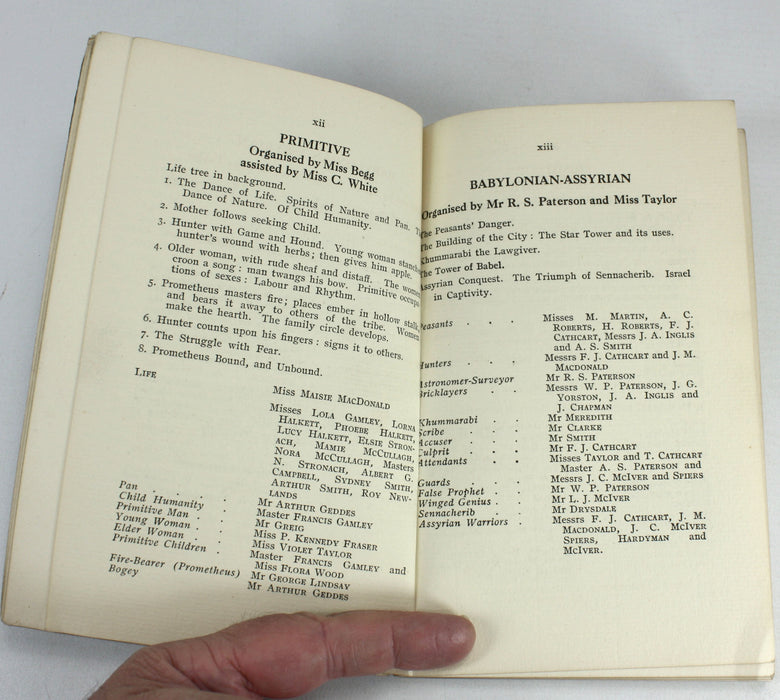 xii
PRIMITIVE
Organised by Miss Begg
assisted by Miss C. White
Life tree in background.
1. The Dance of Life. Spirits of Nature and Pan.
Dance of Nature. Of Child Humanity.
2. Mother follows seeking Child.
3. Hunter with Game and Hound. Young woman stanches
hunter's wound with herbs; then gives him apple.
4. Older woman, with rude sheaf and distaff. The women
croon a song: man twangs his bow. Primitive occupa-
tions of sexes: Labour and Rhythm.
5. Prometheus masters fire; places ember in hollow stalk,
and bears it away to others of the tribe. Women
make the hearth. The family circle develops.
6. Hunter counts upon his fingers: signs it to others.
7. The Struggle with Fear.
8. Prometheus Bound, and Unbound.
LIFE
Miss MAISIE MACDONALD
Misses LOLA GAMLEY, LORNA
HALKETT, PHOEBE HALKETT,
LUCY HALKETT, ELSIE STRON-
ACH, MAMIE MCCULLAGH,
NORA MCCULLAGH, Masters
N. STRONACH, ALBERT G.
CAMPBELL, SYDNEY SMITH,
ARTHUR SMITH, ROY NEW-
LANDS
Pan . . . . Mr ARTHUR GEDDES
Child Humanity . Master FRANCIS GAMLEY
Primitive Man . . Mr GREIG
Young Woman . . Miss P. KENNEDY FRASER
Elder Woman . . Miss VIOLET TAYLOR
Primitive Children . Master FRANCIS GAMLEY and
Miss FLORA WOOD
Fire-Bearer (Prometheus) Mr GEORGE LINDSAY
Bogey Mr ARTHUR GEDDES
xiii
BABYLONIAN-ASSYRIAN
Organised by Mr R. S. Paterson and Miss Taylor
The Peasants' Danger.
The Building of the City: The Star Tower and its uses.
Khummarabi the Lawgiver.
The Tower of Babel.
Assyrian Conquest. The Triumph of Sennacherib. Israel
in Captivity.
Peasants . . . Misses M. MARTIN, A. C.
ROBERTS, H. ROBERTS, F. J.
CATHCART, Messrs J. A. INGLIS
and A. S. SMITH
Hunters . . . Messrs F. J. CATHCART and J. M.
MACDONALD
Astronomer-Surveyor Mr R. S. PATERSON
Bricklayers . . Messrs W. P. PATERSON, J. G.
YORSTON, J. A. INGLIS and
J. CHAPMAN
Khummarabi . . Mr MEREDITH
Scribe . . . Mr CLARKE
Accuser . . . Mr SMITH
Culprit . . . Mr F. J. CATHCART
Attendants . . Misses TAYLOR and T. CATHCART
Master A. S. PATERSON and
Guards . . . Messrs J. C. MCIVER and SPIERS
False Prophet . . Mr W. P. PATERSON
Winged Genius . . Mr L. J. MCIVER
Sennacherib . . Mr DRYSDALE
Assyrian Warriors . Messrs F. J. CATHCART, J. M.
MACDONALD, J. C. MCIVER
SPIERS, HARDYMAN and
MCIVER.